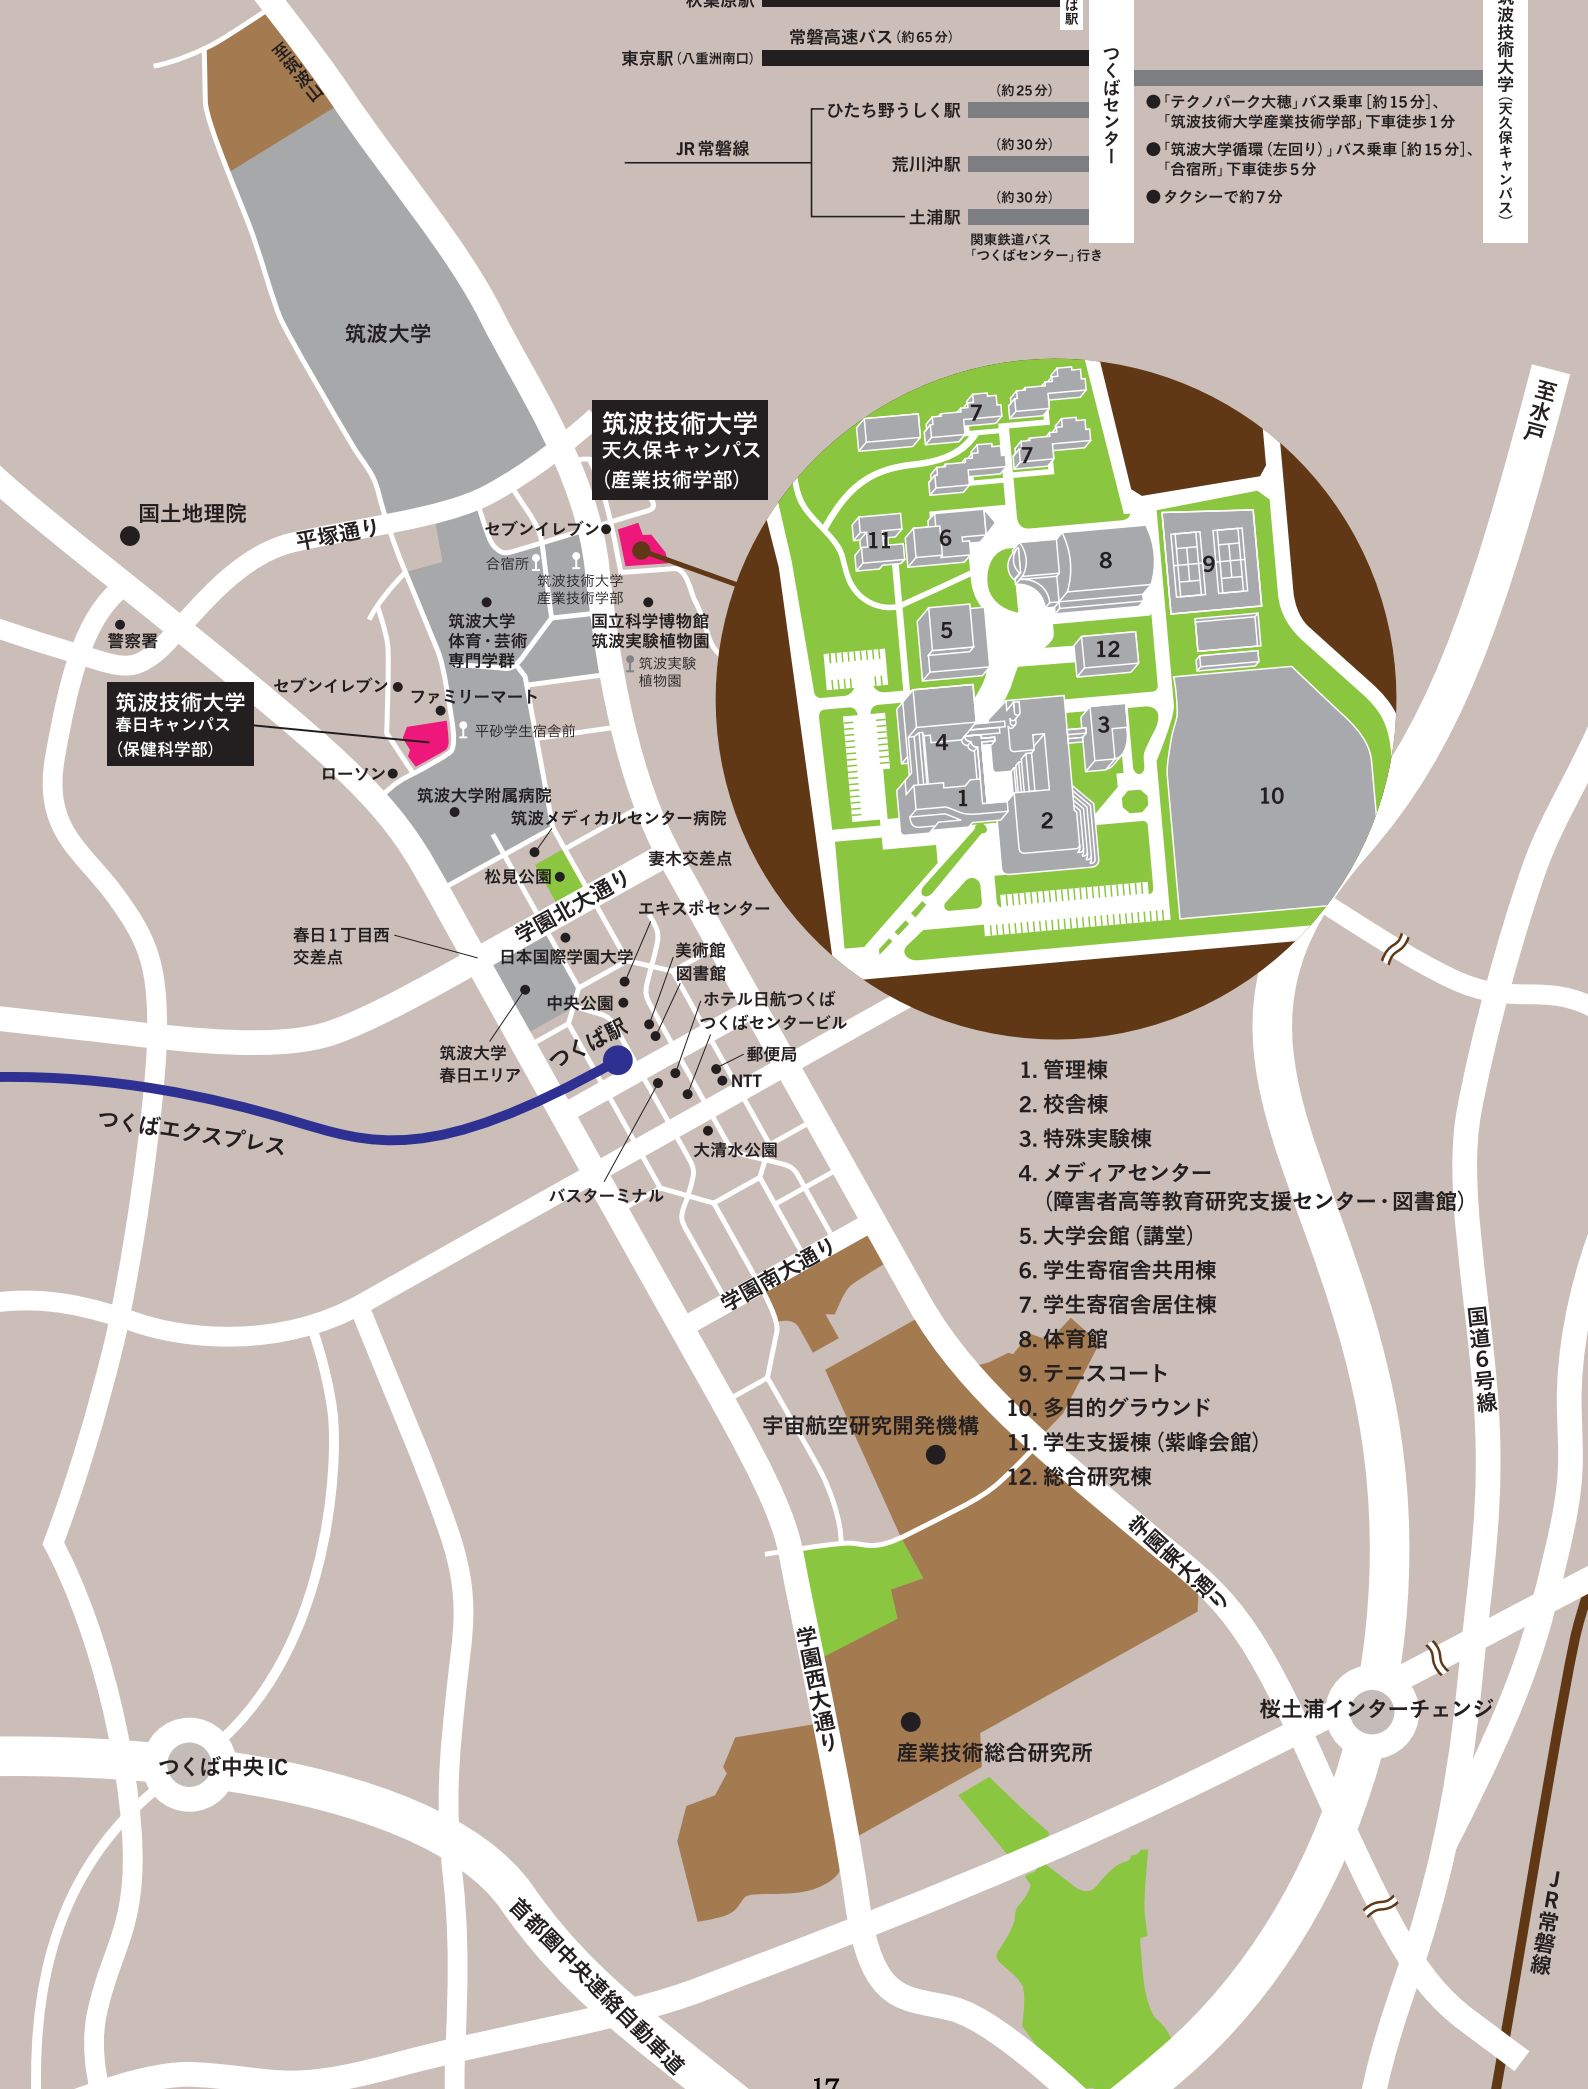 秋葉原駅
ば駅
東京駅（八重洲南口）
常磐高速バス（約65分）
JR常磐線
ひたち野うしく駅
（約25分）
荒川沖駅
（約30分）
土浦駅
（約30分）
関東鉄道バス
「つくばセンター」行き
つくばセンター
●「テクノパーク大穂」バス乗車［約15分］、
「筑波技術大学産業技術学部」下車徒歩1分
●「筑波大学循環（左回り）」バス乗車［約15分］、
「合宿所」下車徒歩5分
●タクシーで約7分
筑波技術大学（天久保キャンパス）
至筑波山
筑波大学
至水戸
筑波技術大学
天久保キャンパス
（産業技術学部）
国土地理院
平塚通り
セブンイレブン
合宿所
筑波技術大学
産業技術学部
警察署
筑波大学
体育・芸術
専門学群
国立科学博物館
筑波実験植物園
筑波実験
植物園
セブンイレブン
ファミリーマート
筑波技術大学
春日キャンパス
（保健科学部）
平砂学生宿舎前
ローソン
筑波大学附属病院
筑波メディカルセンター病院
妻木交差点
松見公園
学園北大通り
エキスポセンター
春日1丁目西
交差点
日本国際学園大学
美術館
図書館
中央公園
ホテル日航つくば
つくばセンタービル
つくば駅
筑波大学
春日エリア
郵便局
NTT
つくばエクスプレス
大清水公園
バスターミナル
学園南大通り
7
7
11
6
8
9
5
12
4
3
1
2
10
1. 管理棟
2. 校舎棟
3. 特殊実験棟
4. メディアセンター
（障害者高等教育研究支援センター・図書館）
5. 大学会館（講堂）
6. 学生寄宿舎共用棟
7. 学生寄宿舎居住棟
8. 体育館
9. テニスコート
10. 多目的グラウンド
11. 学生支援棟（紫峰会館）
12. 総合研究棟
国道6号線
宇宙航空研究開発機構
学園東大通り
学園西大通り
桜土浦インターチェンジ
産業技術総合研究所
つくば中央IC
首都圏中央連絡自動車道
JR常磐線
17